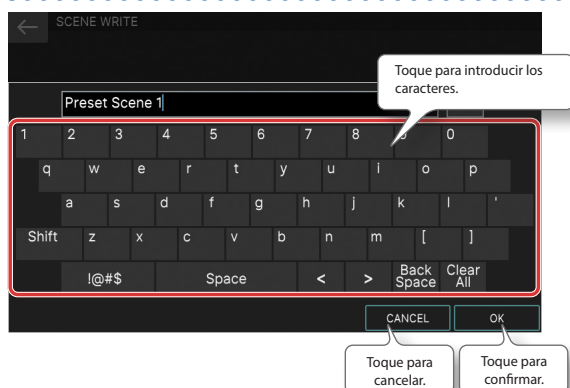 SCENE WRITE
Toque para introducir los
caracteres.
Preset Scene 1
1 2 3 4 5 6 7 8 9 0
q w e r t y u i o p
a s d f g h j k l '
Shift z x c v b n m [ ]
!@#$ Space < > Back Space Clear All
CANCEL OK
Toque para
cancelar.
Toque para
confirmar.